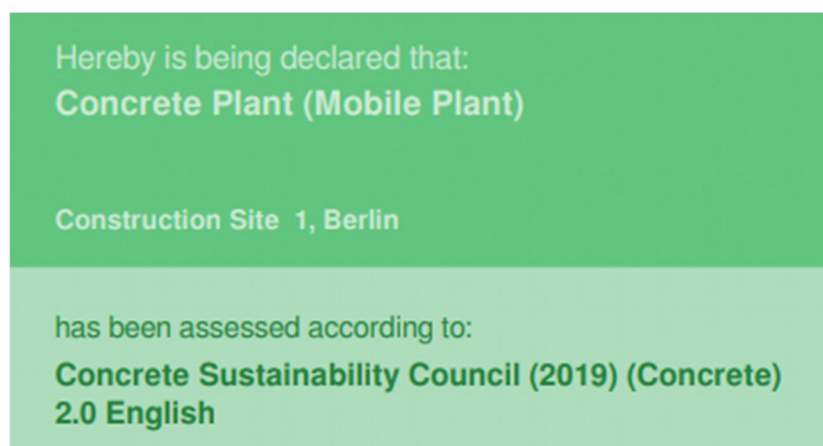 Hereby is being declared that:
Concrete Plant (Mobile Plant)
Construction Site 1, Berlin
has been assessed according to:
Concrete Sustainability Council (2019) (Concrete)
2.0 English